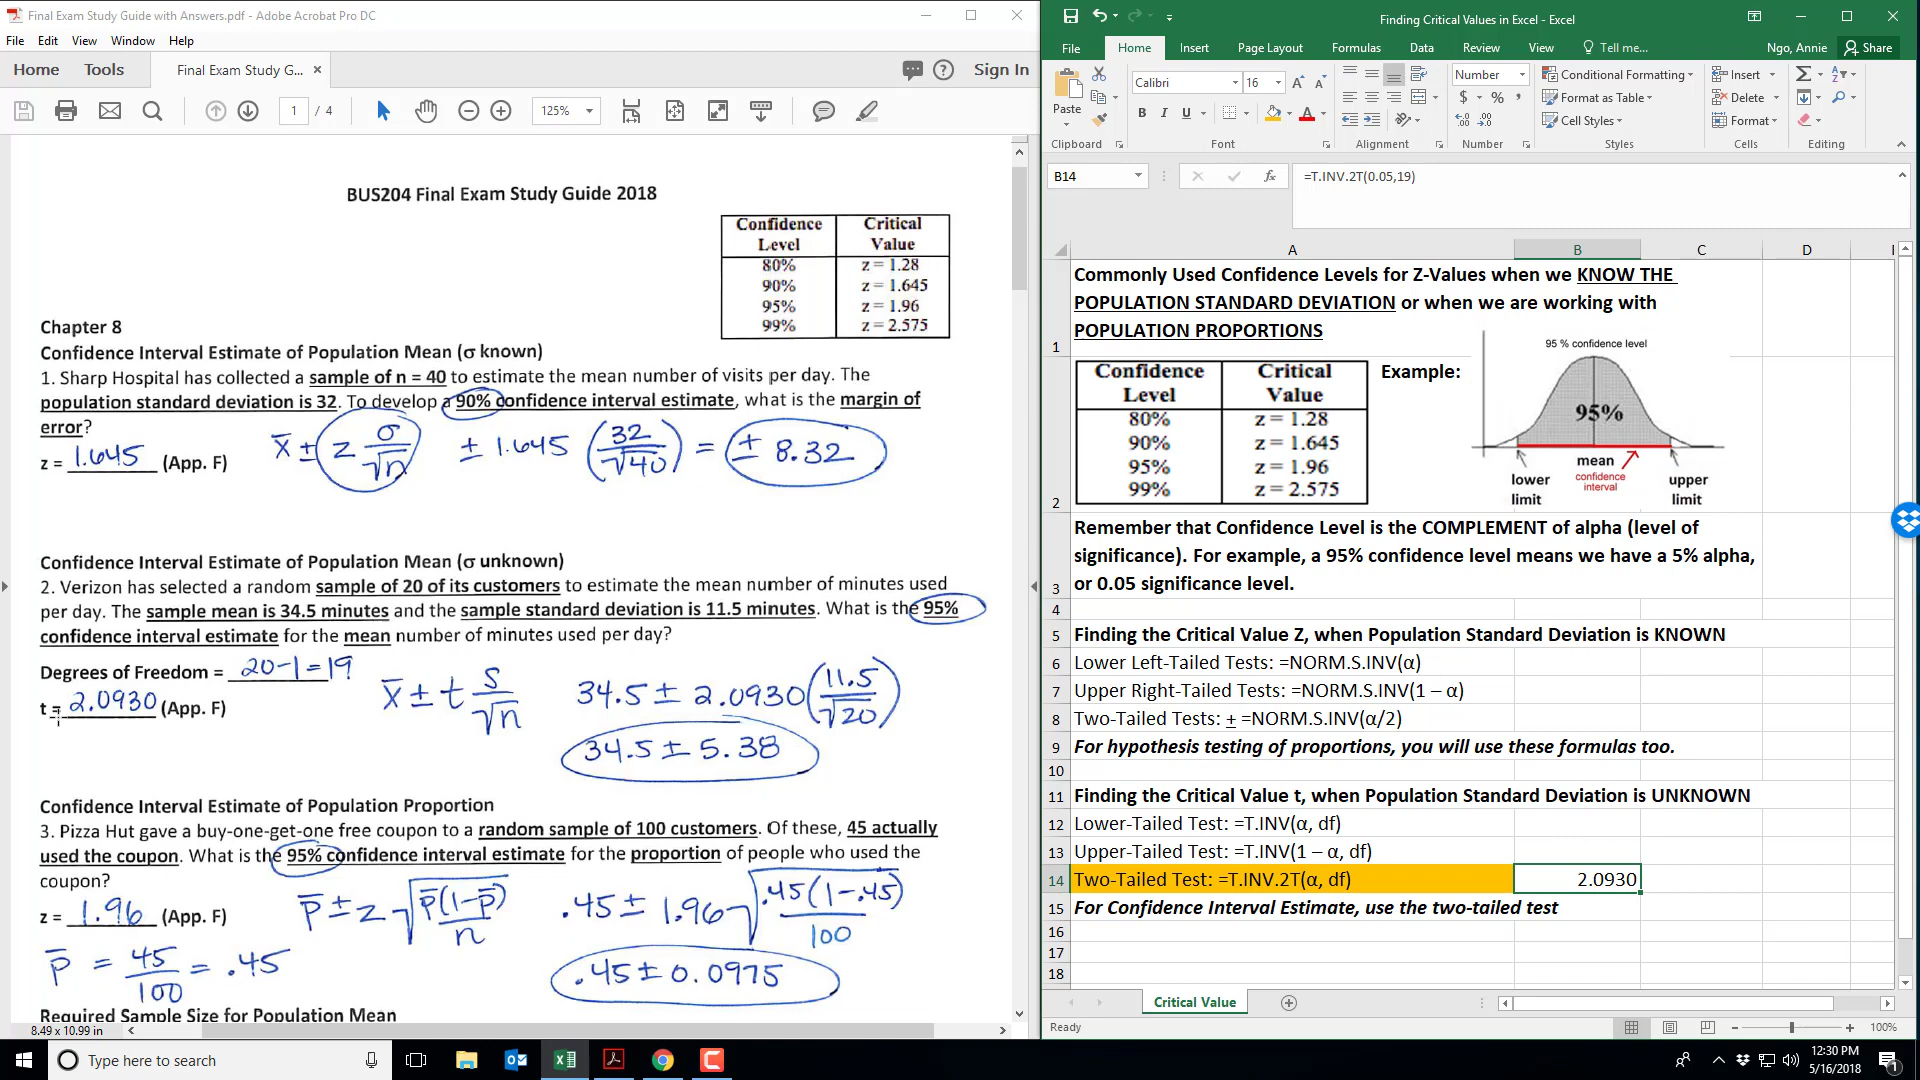 Final Exam Study Guide with Answers.pdf - Adobe Acrobat Pro DC
File Edit View Window Help
Home Tools Final Exam Study G... × Sign In
1 / 4 125%
BUS204 Final Exam Study Guide 2018
Confidence Level Critical Value
80% z = 1.28
90% z = 1.645
95% z = 1.96
99% z = 2.575
Chapter 8
Confidence Interval Estimate of Population Mean (σ known)
1. Sharp Hospital has collected a sample of n = 40 to estimate the mean number of visits per day. The
population standard deviation is 32. To develop a 90% confidence interval estimate, what is the margin of
error?
z = 1.645 (App. F)
x̄ ± z σ/√n ± 1.645 (32/√40) = ± 8.32
Confidence Interval Estimate of Population Mean (σ unknown)
2. Verizon has selected a random sample of 20 of its customers to estimate the mean number of minutes used
per day. The sample mean is 34.5 minutes and the sample standard deviation is 11.5 minutes. What is the 95%
confidence interval estimate for the mean number of minutes used per day?
Degrees of Freedom = 20-1=19
t = 2.0930 (App. F)
x̄ ± t s/√n 34.5 ± 2.0930 (11.5/√20)
34.5 ± 5.38
Confidence Interval Estimate of Population Proportion
3. Pizza Hut gave a buy-one-get-one free coupon to a random sample of 100 customers. Of these, 45 actually
used the coupon. What is the 95% confidence interval estimate for the proportion of people who used the
coupon?
z = 1.96 (App. F)
p̄ ± z √p̄(1-p̄)/n .45 ± 1.96 √.45(1-.45)/100
p̄ = 45/100 = .45
.45 ± 0.0975
Required Sample Size for Population Mean
8.49 x 10.99 in
Finding Critical Values in Excel - Excel
File Home Insert Page Layout Formulas Data Review View Tell me... Ngo, Annie Share
Paste Calibri 16 Number Conditional Formatting Insert
Format as Table Delete
B I U $ % , Cell Styles Format
Clipboard Font Alignment Number Styles Cells Editing
B14 fx =T.INV.2T(0.05,19)
A B C D
1 Commonly Used Confidence Levels for Z-Values when we KNOW THE
POPULATION STANDARD DEVIATION or when we are working with
POPULATION PROPORTIONS
2 Confidence Level Critical Value
80% z = 1.28
90% z = 1.645
95% z = 1.96
99% z = 2.575
Example:
95 % confidence level
95%
mean
confidence
interval
lower
limit
upper
limit
3 Remember that Confidence Level is the COMPLEMENT of alpha (level of
significance). For example, a 95% confidence level means we have a 5% alpha,
or 0.05 significance level.
4
5 Finding the Critical Value Z, when Population Standard Deviation is KNOWN
6 Lower Left-Tailed Tests: =NORM.S.INV(α)
7 Upper Right-Tailed Tests: =NORM.S.INV(1 – α)
8 Two-Tailed Tests: ± =NORM.S.INV(α/2)
9 For hypothesis testing of proportions, you will use these formulas too.
10
11 Finding the Critical Value t, when Population Standard Deviation is UNKNOWN
12 Lower-Tailed Test: =T.INV(α, df)
13 Upper-Tailed Test: =T.INV(1 – α, df)
14 Two-Tailed Test: =T.INV.2T(α, df) 2.0930
15 For Confidence Interval Estimate, use the two-tailed test
16
17
18
Critical Value
Ready 100%
Type here to search
12:30 PM
5/16/2018
1